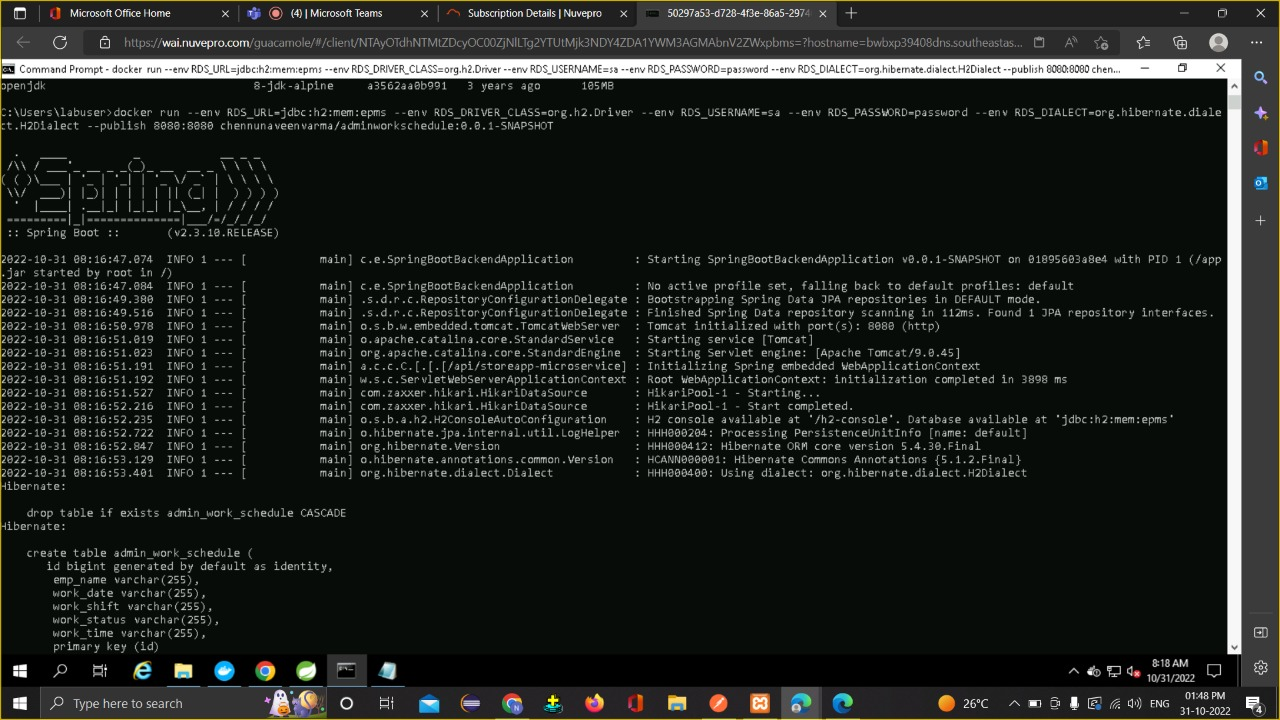 Microsoft Office Home
(4) | Microsoft Teams
Subscription Details | Nuvepro
50297a53-d728-4f3e-86a5-2974
https://wai.nuvepro.com/guacamole/#/client/
Command Prompt - docker run --env RDS_URL=jdbc:h2:mem:epms --env RDS_DRIVER_CLASS=org.h2.Driver --env RDS_USERNAME=sa --env RDS_PASSWORD=password --env RDS_DIALECT=org.hibernate.dialect.H2Dialect --publish 8080:8080 chen...
openjdk 8-jdk-alpine a3562aa0b991 3 years ago 105MB
C:\Users\labuser>docker run --env RDS_URL=jdbc:h2:mem:epms --env RDS_DRIVER_CLASS=org.h2.Driver --env RDS_USERNAME=sa --env RDS_PASSWORD=password --env RDS_DIALECT=org.hibernate.diale
ct.H2Dialect --publish 8080:8080 chennunaveenvarma/adminworkschedule:0.0.1-SNAPSHOT
Spring
:: Spring Boot :: (v2.3.10.RELEASE)
2022-10-31 08:16:47.074 INFO 1 --- [ main] c.e.SpringBootBackendApplication : Starting SpringBootBackendApplication v0.0.1-SNAPSHOT on 01895603a8e4 with PID 1 (/app
.jar started by root in /)
2022-10-31 08:16:47.084 INFO 1 --- [ main] c.e.SpringBootBackendApplication : No active profile set, falling back to default profiles: default
2022-10-31 08:16:49.380 INFO 1 --- [ main] .s.d.r.c.RepositoryConfigurationDelegate : Bootstrapping Spring Data JPA repositories in DEFAULT mode.
2022-10-31 08:16:49.516 INFO 1 --- [ main] .s.d.r.c.RepositoryConfigurationDelegate : Finished Spring Data repository scanning in 112ms. Found 1 JPA repository interfaces.
2022-10-31 08:16:50.978 INFO 1 --- [ main] o.s.b.w.embedded.tomcat.TomcatWebServer : Tomcat initialized with port(s): 8080 (http)
2022-10-31 08:16:51.019 INFO 1 --- [ main] o.apache.catalina.core.StandardService : Starting service [Tomcat]
2022-10-31 08:16:51.023 INFO 1 --- [ main] org.apache.catalina.core.StandardEngine : Starting Servlet engine: [Apache Tomcat/9.0.45]
2022-10-31 08:16:51.191 INFO 1 --- [ main] a.c.c.C.[.[.[/api/storeapp-microservice] : Initializing Spring embedded WebApplicationContext
2022-10-31 08:16:51.192 INFO 1 --- [ main] w.s.c.ServletWebServerApplicationContext : Root WebApplicationContext: initialization completed in 3898 ms
2022-10-31 08:16:51.527 INFO 1 --- [ main] com.zaxxer.hikari.HikariDataSource : HikariPool-1 - Starting...
2022-10-31 08:16:52.216 INFO 1 --- [ main] com.zaxxer.hikari.HikariDataSource : HikariPool-1 - Start completed.
2022-10-31 08:16:52.235 INFO 1 --- [ main] o.s.b.a.h2.H2ConsoleAutoConfiguration : H2 console available at '/h2-console'. Database available at 'jdbc:h2:mem:epms'
2022-10-31 08:16:52.722 INFO 1 --- [ main] o.hibernate.jpa.internal.util.LogHelper : HHH000204: Processing PersistenceUnitInfo [name: default]
2022-10-31 08:16:52.847 INFO 1 --- [ main] org.hibernate.Version : HHH000412: Hibernate ORM core version 5.4.30.Final
2022-10-31 08:16:53.129 INFO 1 --- [ main] o.hibernate.annotations.common.Version : HCANN000001: Hibernate Commons Annotations {5.1.2.Final}
2022-10-31 08:16:53.401 INFO 1 --- [ main] org.hibernate.dialect.Dialect : HHH000400: Using dialect: org.hibernate.dialect.H2Dialect
Hibernate:
drop table if exists admin_work_schedule CASCADE
Hibernate:
create table admin_work_schedule (
id bigint generated by default as identity,
emp_name varchar(255),
work_date varchar(255),
work_shift varchar(255),
work_status varchar(255),
work_time varchar(255),
primary key (id)
8:18 AM
10/31/2022
Type here to search
26°C
ENG
01:48 PM
31-10-2022
4